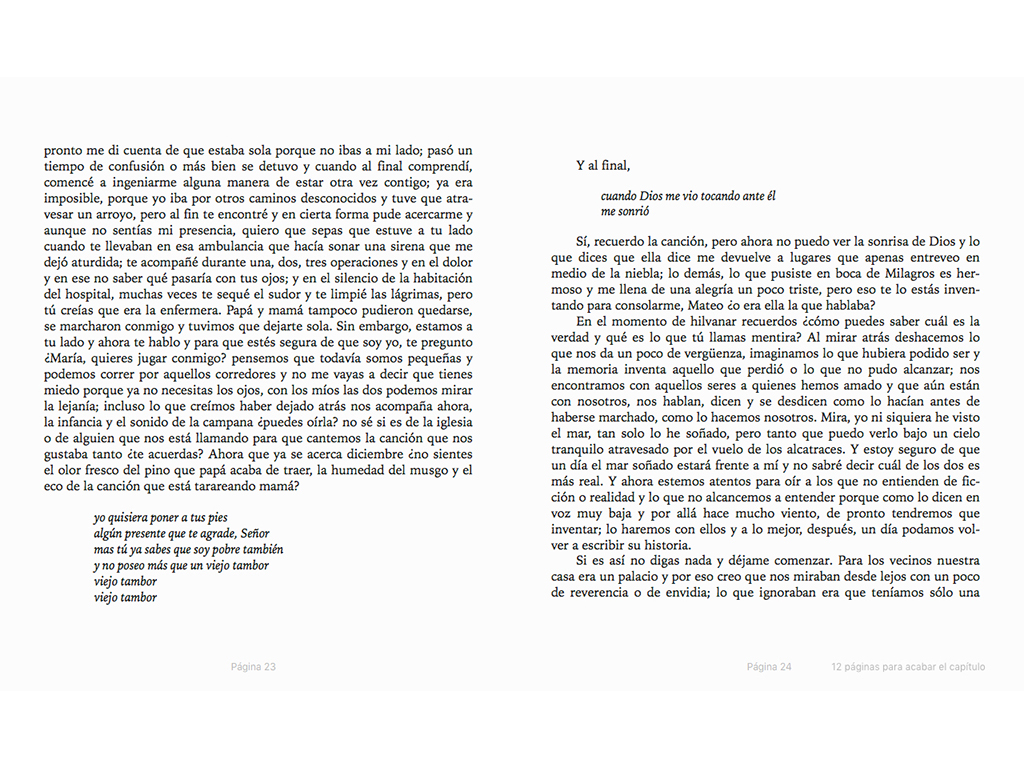 pronto me di cuenta de que estaba sola porque no ibas a mi lado; pasó un
tiempo de confusión o más bien se detuvo y cuando al final comprendí,
comencé a ingeniarme alguna manera de estar otra vez contigo; ya era
imposible, porque yo iba por otros caminos desconocidos y tuve que atra-
vesar un arroyo, pero al fin te encontré y en cierta forma pude acercarme y
aunque no sentías mi presencia, quiero que sepas que estuve a tu lado
cuando te llevaban en esa ambulancia que hacía sonar una sirena que me
dejó aturdida; te acompañé durante una, dos, tres operaciones y en el dolor
y en ese no saber qué pasaría con tus ojos; y en el silencio de la habitación
del hospital, muchas veces te sequé el sudor y te limpié las lágrimas, pero
tú creías que era la enfermera. Papá y mamá tampoco pudieron quedarse,
se marcharon conmigo y tuvimos que dejarte sola. Sin embargo, estamos a
tu lado y ahora te hablo y para que estés segura de que soy yo, te pregunto
¿María, quieres jugar conmigo? pensemos que todavía somos pequeñas y
podemos correr por aquellos corredores y no me vayas a decir que tienes
miedo porque ya no necesitas los ojos, con los míos las dos podemos mirar
la lejanía; incluso lo que creímos haber dejado atrás nos acompaña ahora,
la infancia y el sonido de la campana ¿puedes oírla? no sé si es de la iglesia
o de alguien que nos está llamando para que cantemos la canción que nos
gustaba tanto ¿te acuerdas? Ahora que ya se acerca diciembre ¿no sientes
el olor fresco del pino que papá acaba de traer, la humedad del musgo y el
eco de la canción que está tarareando mamá?
yo quisiera poner a tus pies
algún presente que te agrade, Señor
mas tú ya sabes que soy pobre también
y no poseo más que un viejo tambor
viejo tambor
viejo tambor
Página 23
Y al final,
cuando Dios me vio tocando ante él
me sonrió
Sí, recuerdo la canción, pero ahora no puedo ver la sonrisa de Dios y lo
que dices que ella dice me devuelve a lugares que apenas entreveo en
medio de la niebla; lo demás, lo que pusiste en boca de Milagros es her-
moso y me llena de una alegría un poco triste, pero eso te lo estás inven-
tando para consolarme, Mateo ¿o era ella la que hablaba?
En el momento de hilvanar recuerdos ¿cómo puedes saber cuál es la
verdad y qué es lo que tú llamas mentira? Al mirar atrás deshacemos lo
que nos da un poco de vergüenza, imaginamos lo que hubiera podido ser y
la memoria inventa aquello que perdió o lo que no pudo alcanzar; nos
encontramos con aquellos seres a quienes hemos amado y que aún están
con nosotros, nos hablan, dicen y se desdicen como lo hacían antes de
haberse marchado, como lo hacemos nosotros. Mira, yo ni siquiera he visto
el mar, tan solo lo he soñado, pero tanto que puedo verlo bajo un cielo
tranquilo atravesado por el vuelo de los alcatraces. Y estoy seguro de que
un día el mar soñado estará frente a mí y no sabré decir cuál de los dos es
más real. Y ahora estemos atentos para oír a los que no entienden de fic-
ción o realidad y lo que no alcancemos a entender porque como lo dicen en
voz muy baja y por allá hace mucho viento, de pronto tendremos que
inventar; lo haremos con ellos y a lo mejor, después, un día podamos vol-
ver a escribir su historia.
Si es así no digas nada y déjame comenzar. Para los vecinos nuestra
casa era un palacio y por eso creo que nos miraban desde lejos con un poco
de reverencia o de envidia; lo que ignoraban era que teníamos sólo una
Página 24
12 páginas para acabar el capítulo